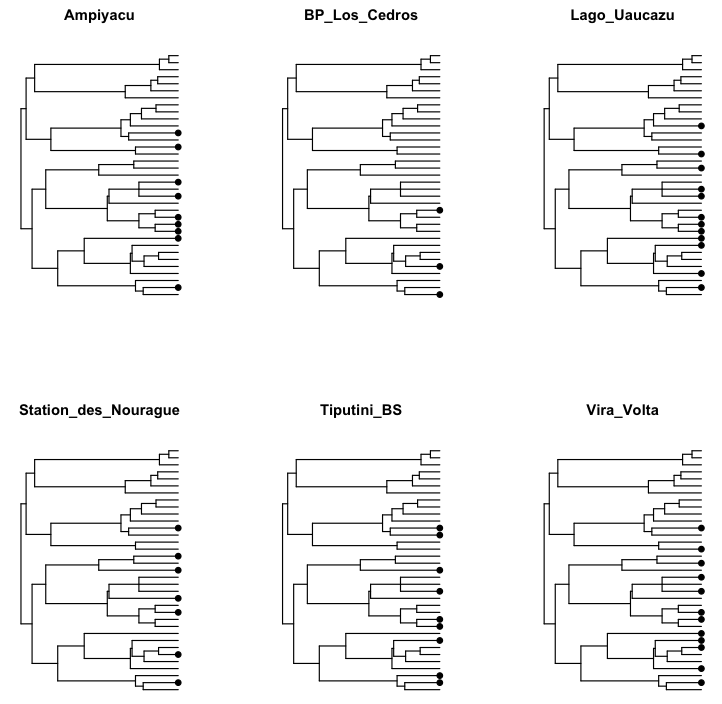 Ampiyacu
BP_Los_Cedros
Lago_Uaucazu
Station_des_Nourague
Tiputini_BS
Vira_Volta